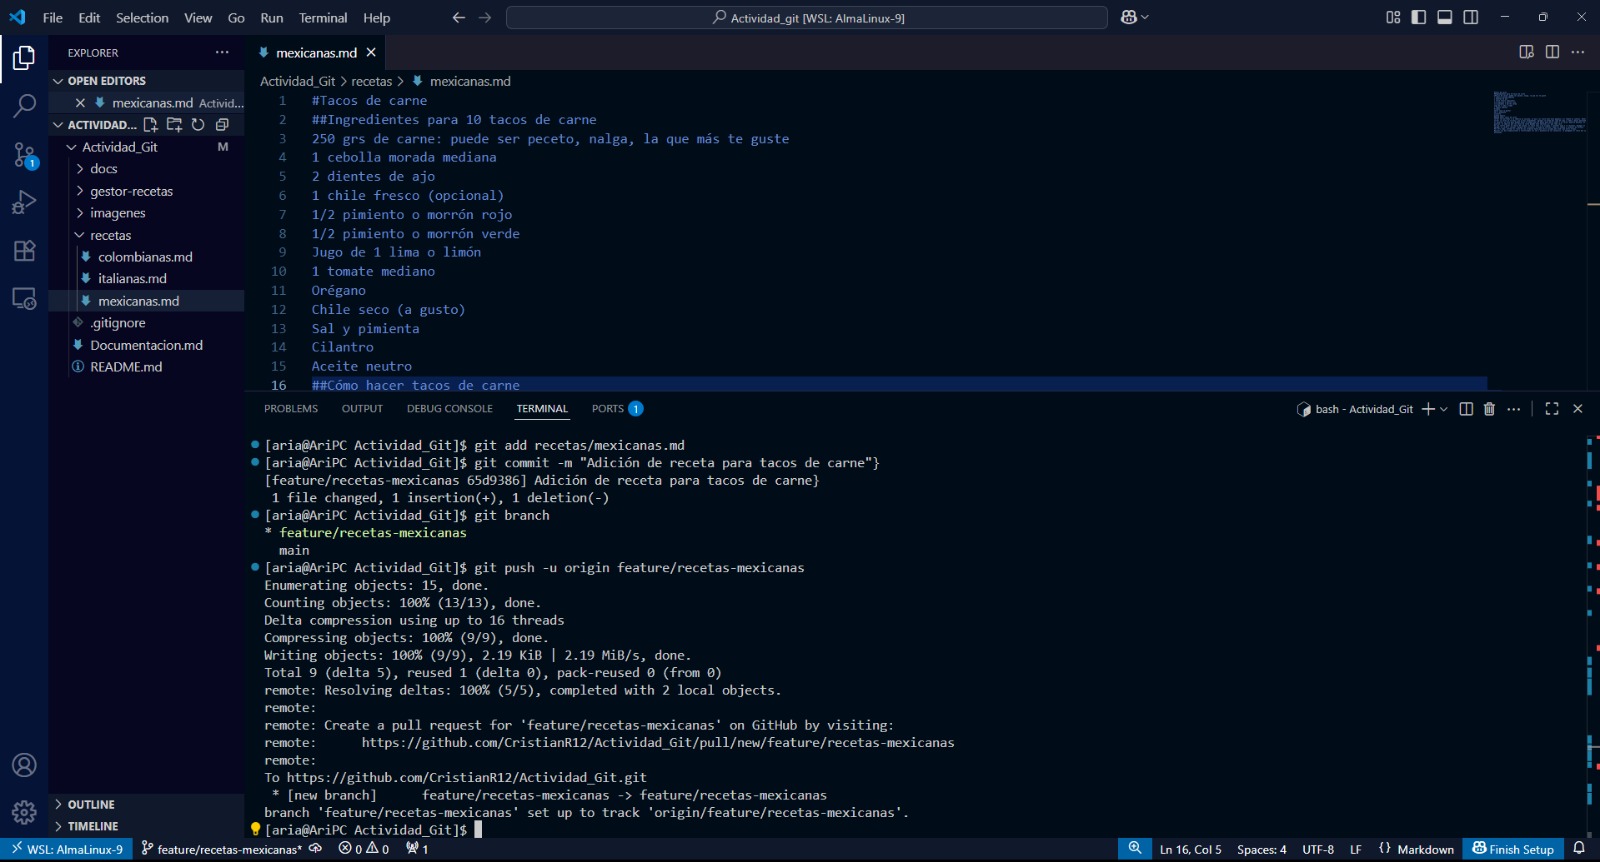 File Edit Selection View Go Run Terminal Help
Actividad_git [WSL: AlmaLinux-9]
EXPLORER
OPEN EDITORS
mexicanas.md Activid...
ACTIVIDAD...
Actividad_Git M
docs
gestor-recetas
imagenes
recetas
colombianas.md
italianas.md
mexicanas.md
.gitignore
Documentacion.md
README.md
OUTLINE
TIMELINE
1
mexicanas.md
Actividad_Git > recetas > mexicanas.md
1 #Tacos de carne
2 ##Ingredientes para 10 tacos de carne
3 250 grs de carne: puede ser peceto, nalga, la que más te guste
4 1 cebolla morada mediana
5 2 dientes de ajo
6 1 chile fresco (opcional)
7 1/2 pimiento o morrón rojo
8 1/2 pimiento o morrón verde
9 Jugo de 1 lima o limón
10 1 tomate mediano
11 Orégano
12 Chile seco (a gusto)
13 Sal y pimienta
14 Cilantro
15 Aceite neutro
16 ##Cómo hacer tacos de carne
PROBLEMS OUTPUT DEBUG CONSOLE TERMINAL PORTS 1
bash - Actividad_Git
[aria@AriPC Actividad_Git]$ git add recetas/mexicanas.md
[aria@AriPC Actividad_Git]$ git commit -m "Adición de receta para tacos de carne"}
[feature/recetas-mexicanas 65d9386] Adición de receta para tacos de carne}
1 file changed, 1 insertion(+), 1 deletion(-)
[aria@AriPC Actividad_Git]$ git branch
* feature/recetas-mexicanas
main
[aria@AriPC Actividad_Git]$ git push -u origin feature/recetas-mexicanas
Enumerating objects: 15, done.
Counting objects: 100% (13/13), done.
Delta compression using up to 16 threads
Compressing objects: 100% (9/9), done.
Writing objects: 100% (9/9), 2.19 KiB | 2.19 MiB/s, done.
Total 9 (delta 5), reused 1 (delta 0), pack-reused 0 (from 0)
remote: Resolving deltas: 100% (5/5), completed with 2 local objects.
remote:
remote: Create a pull request for 'feature/recetas-mexicanas' on GitHub by visiting:
remote: https://github.com/CristianR12/Actividad_Git/pull/new/feature/recetas-mexicanas
remote:
To https://github.com/CristianR12/Actividad_Git.git
* [new branch] feature/recetas-mexicanas -> feature/recetas-mexicanas
branch 'feature/recetas-mexicanas' set up to track 'origin/feature/recetas-mexicanas'.
[aria@AriPC Actividad_Git]$
WSL: AlmaLinux-9 feature/recetas-mexicanas* 0 0 1 Ln 16, Col 5 Spaces: 4 UTF-8 LF {} Markdown Finish Setup